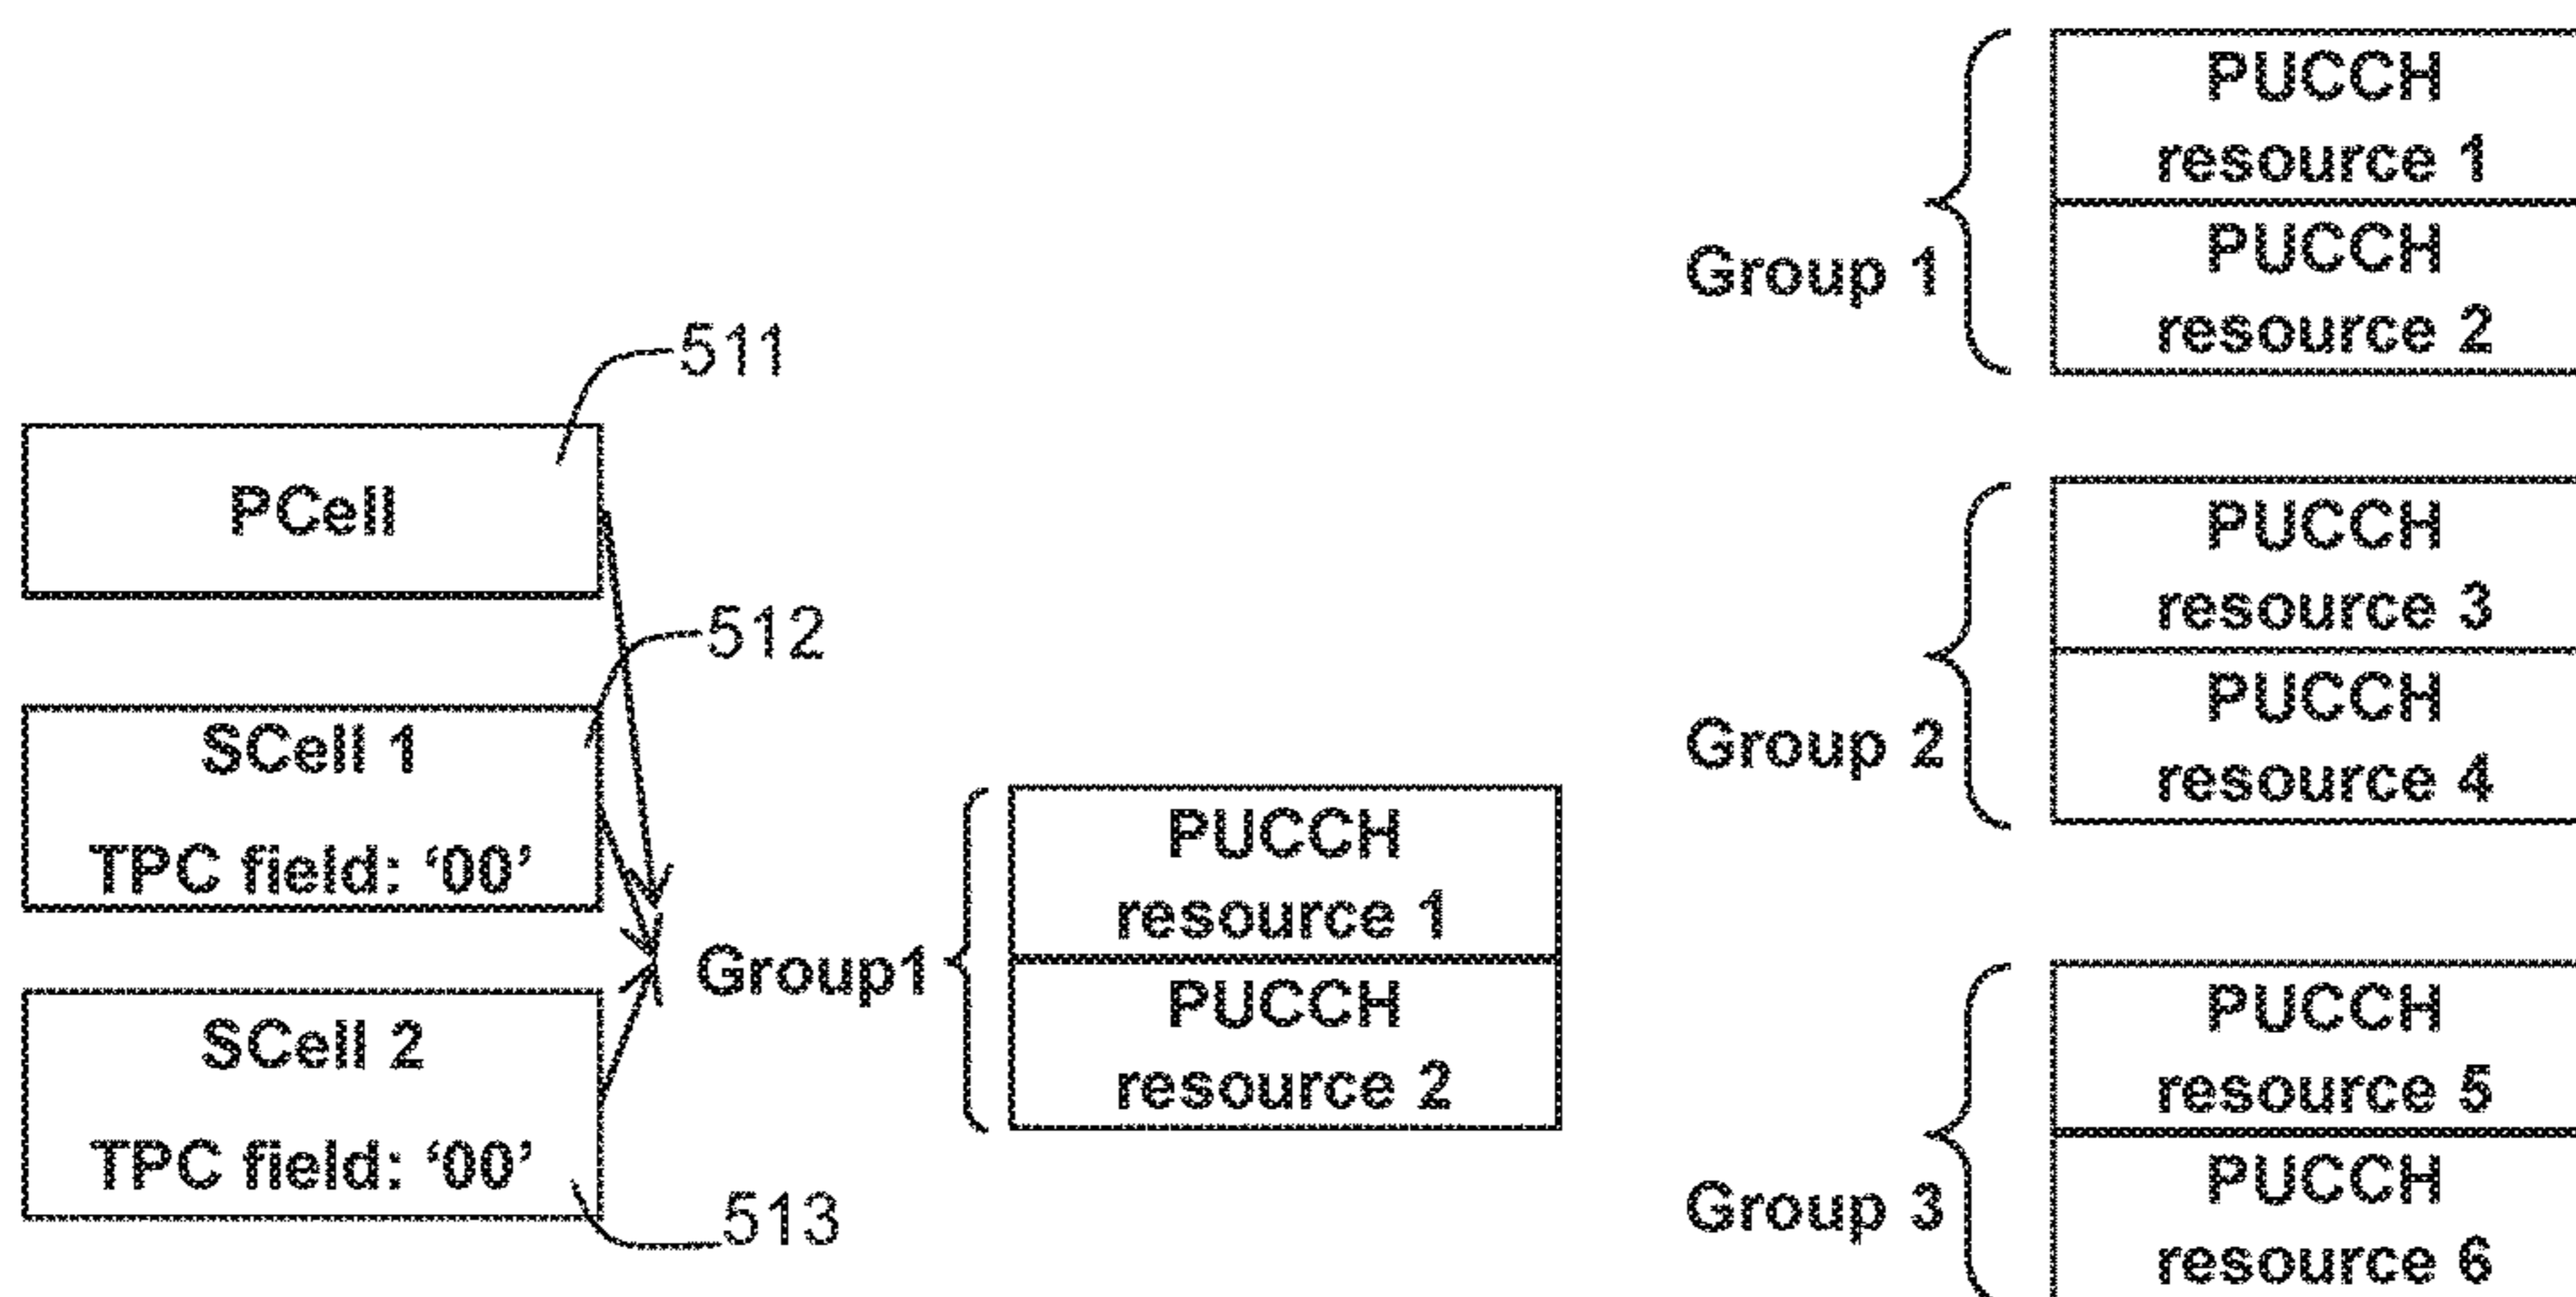 511
PCell
512
SCell 1
TPC field: ‘00’
SCell 2
TPC field: ‘00’
513
Group1
PUCCH
resource 1
PUCCH
resource 2
Group 1
PUCCH
resource 1
PUCCH
resource 2
Group 2
PUCCH
resource 3
PUCCH
resource 4
Group 3
PUCCH
resource 5
PUCCH
resource 6